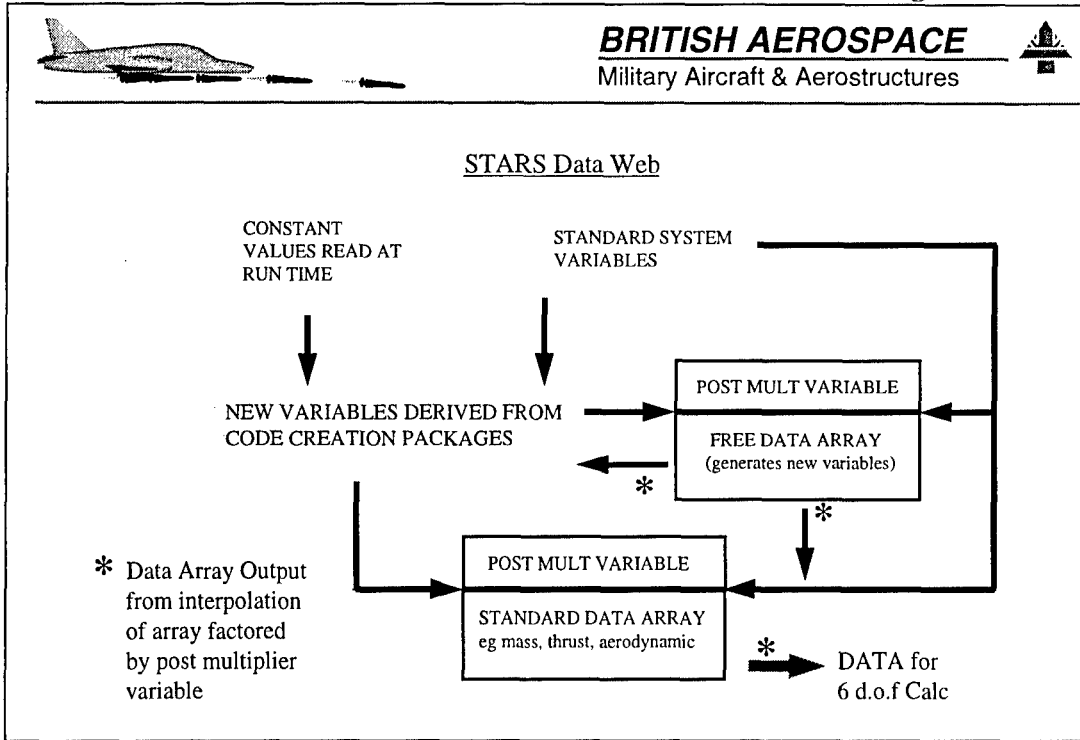 BRITISH AEROSPACE
Military Aircraft & Aerostructures
STARS Data Web
CONSTANT
VALUES READ AT
RUN TIME
STANDARD SYSTEM
VARIABLES
NEW VARIABLES DERIVED FROM
CODE CREATION PACKAGES
POST MULT VARIABLE
FREE DATA ARRAY
(generates new variables)
*
*
POST MULT VARIABLE
STANDARD DATA ARRAY
eg mass, thrust, aerodynamic
* Data Array Output
from interpolation
of array factored
by post multiplier
variable
*
DATA for
6 d.o.f Calc